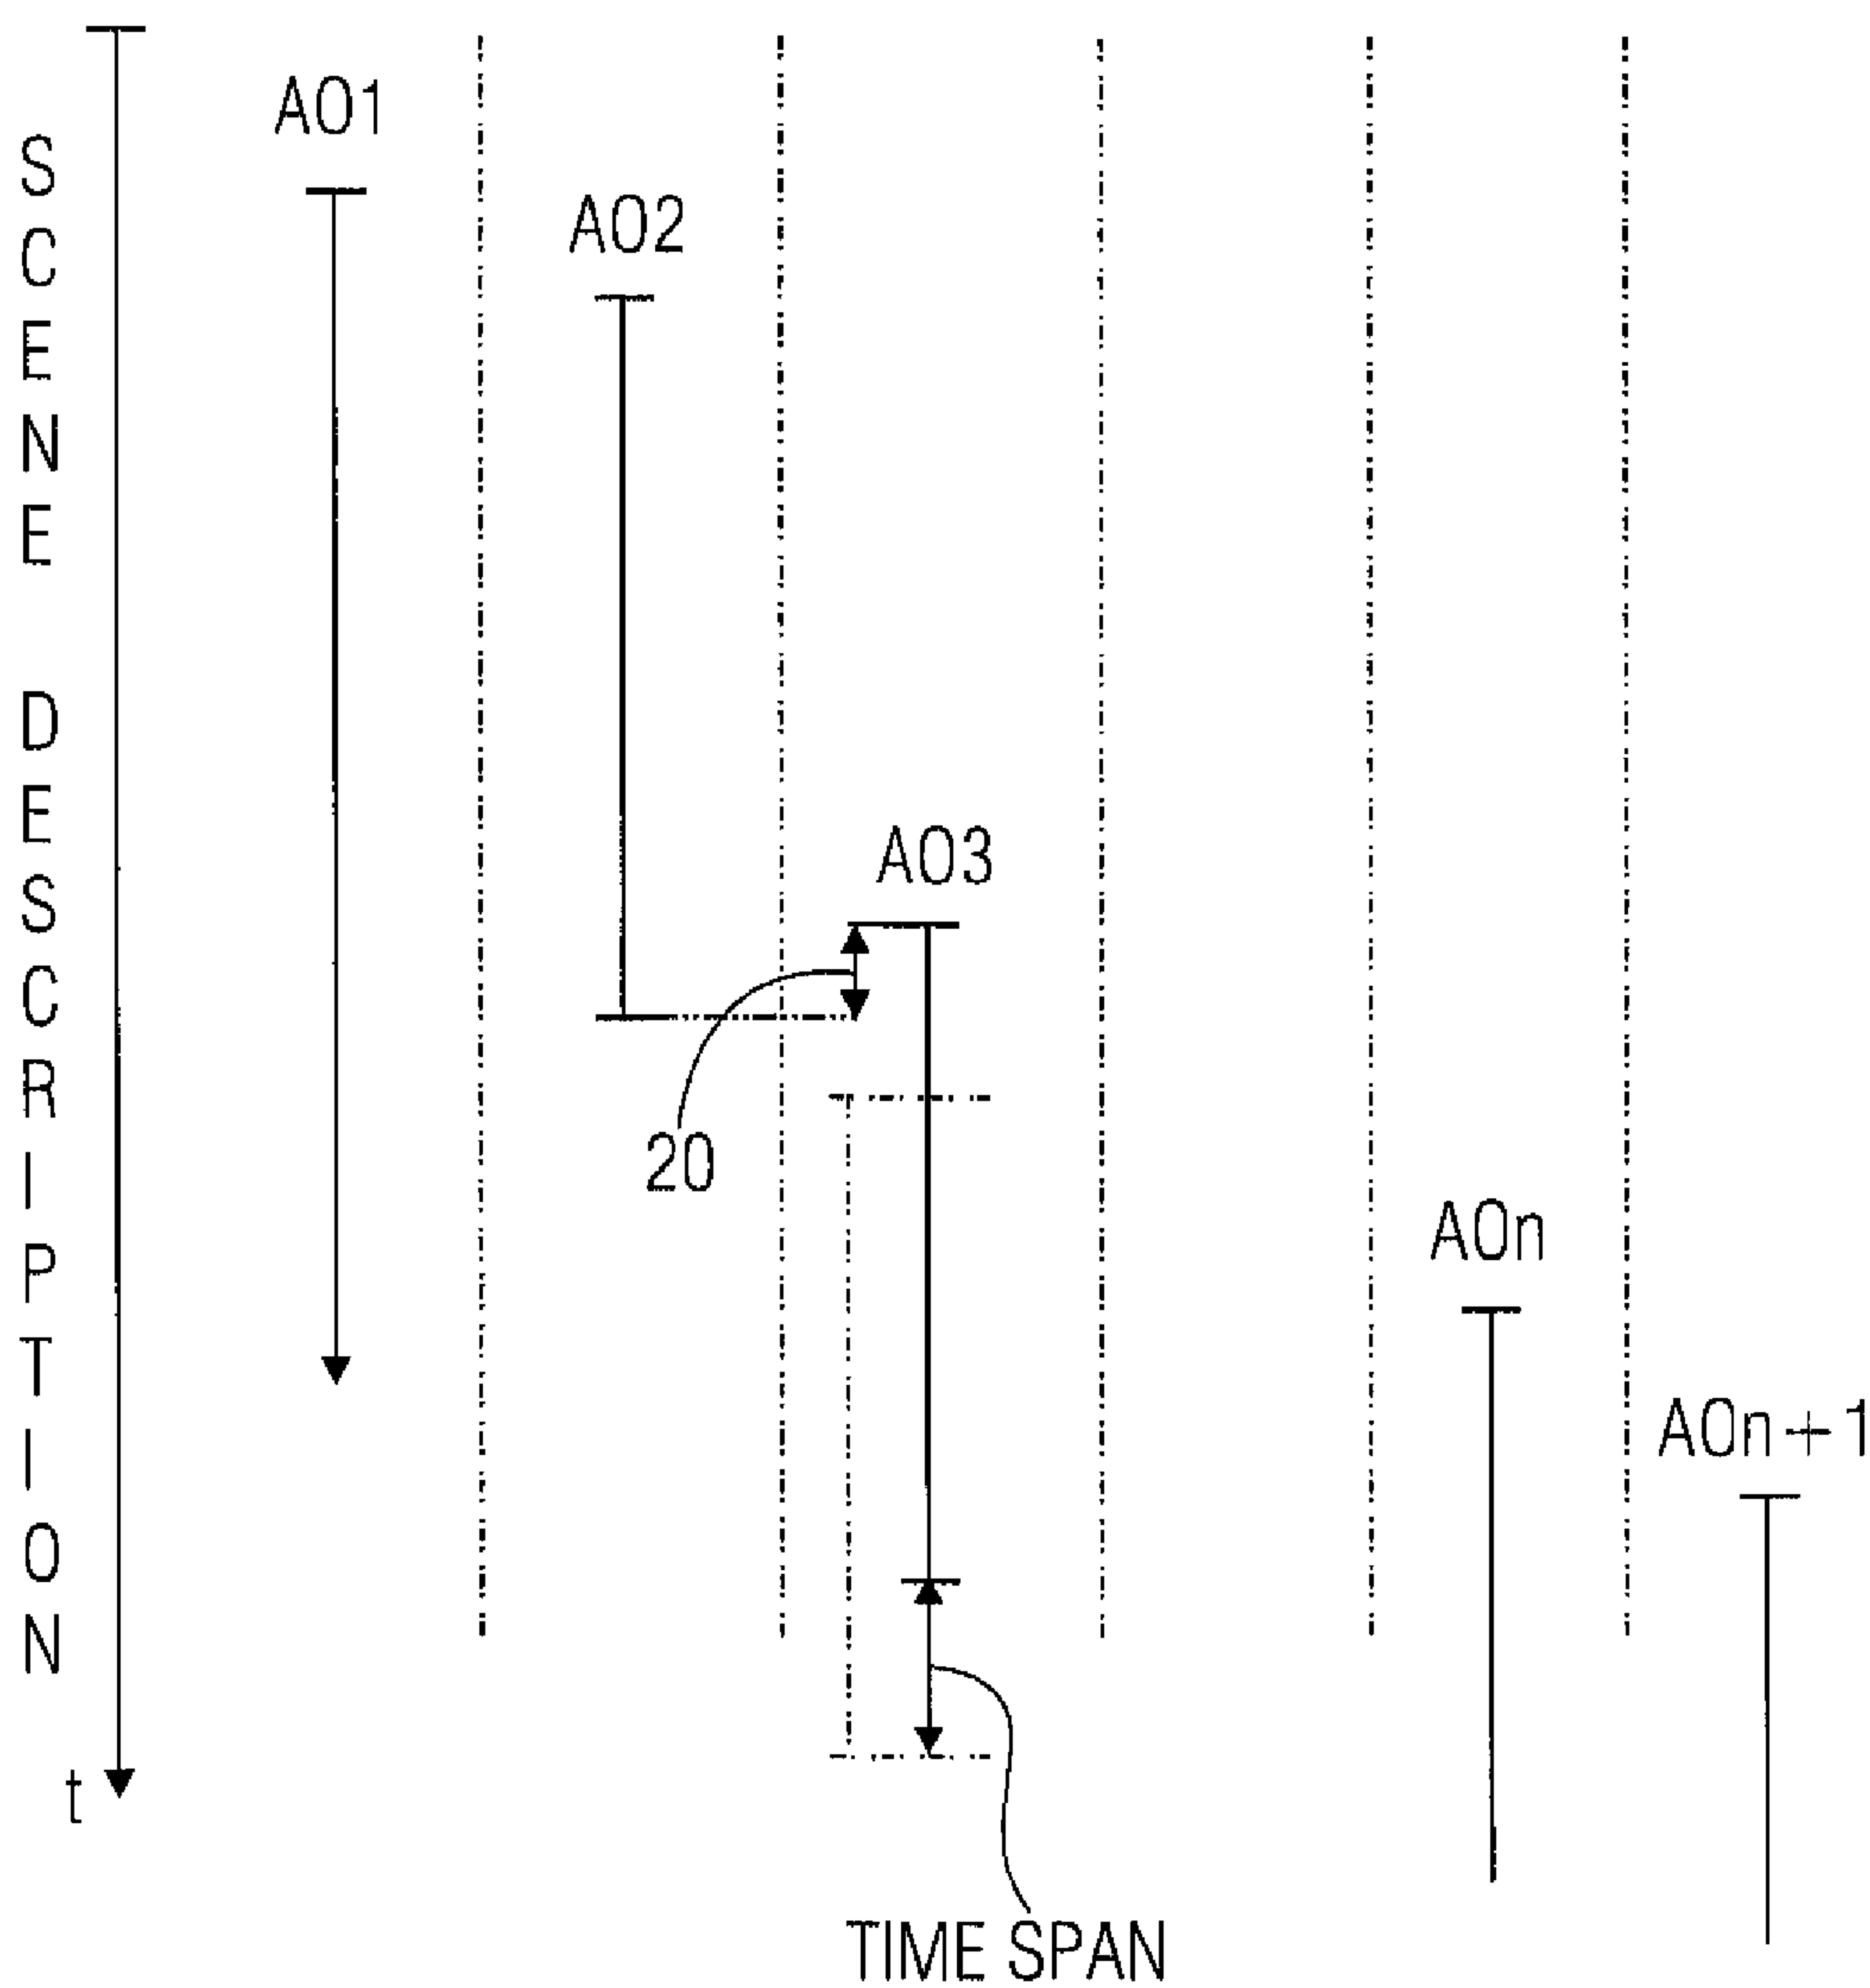 SCENE DESCRIPTION
AO1
AO2
AO3
20
AOn
AOn+1
t
TIME SPAN